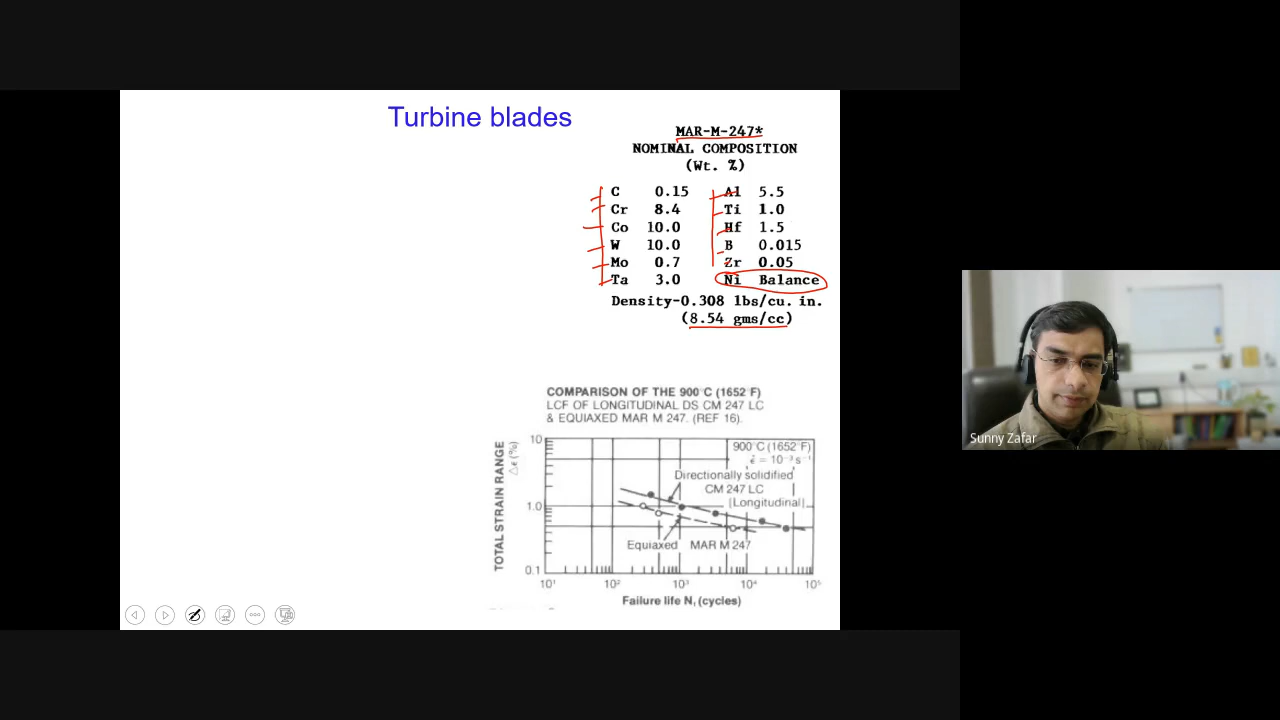 Turbine blades
MAR-M-247*
NOMINAL COMPOSITION
(Wt. %)
C 0.15 Al 5.5
Cr 8.4 Ti 1.0
Co 10.0 Hf 1.5
W 10.0 B 0.015
Mo 0.7 Zr 0.05
Ta 3.0 Ni Balance
Density-0.308 lbs/cu. in.
(8.54 gms/cc)
COMPARISON OF THE 900°C (1652°F)
LCF OF LONGITUDINAL DS CM 247 LC
& EQUIAXED MAR M 247. (REF 16).
TOTAL STRAIN RANGE
Δε (%)
10
1.0
0.1
900°C (1652°F)
ε̇ = 10⁻³ s⁻¹
Directionally solidified
CM 247 LC
[Longitudinal]
Equiaxed MAR M 247
10¹ 10² 10³ 10⁴ 10⁵
Failure life Nf (cycles)
Sunny Zafar